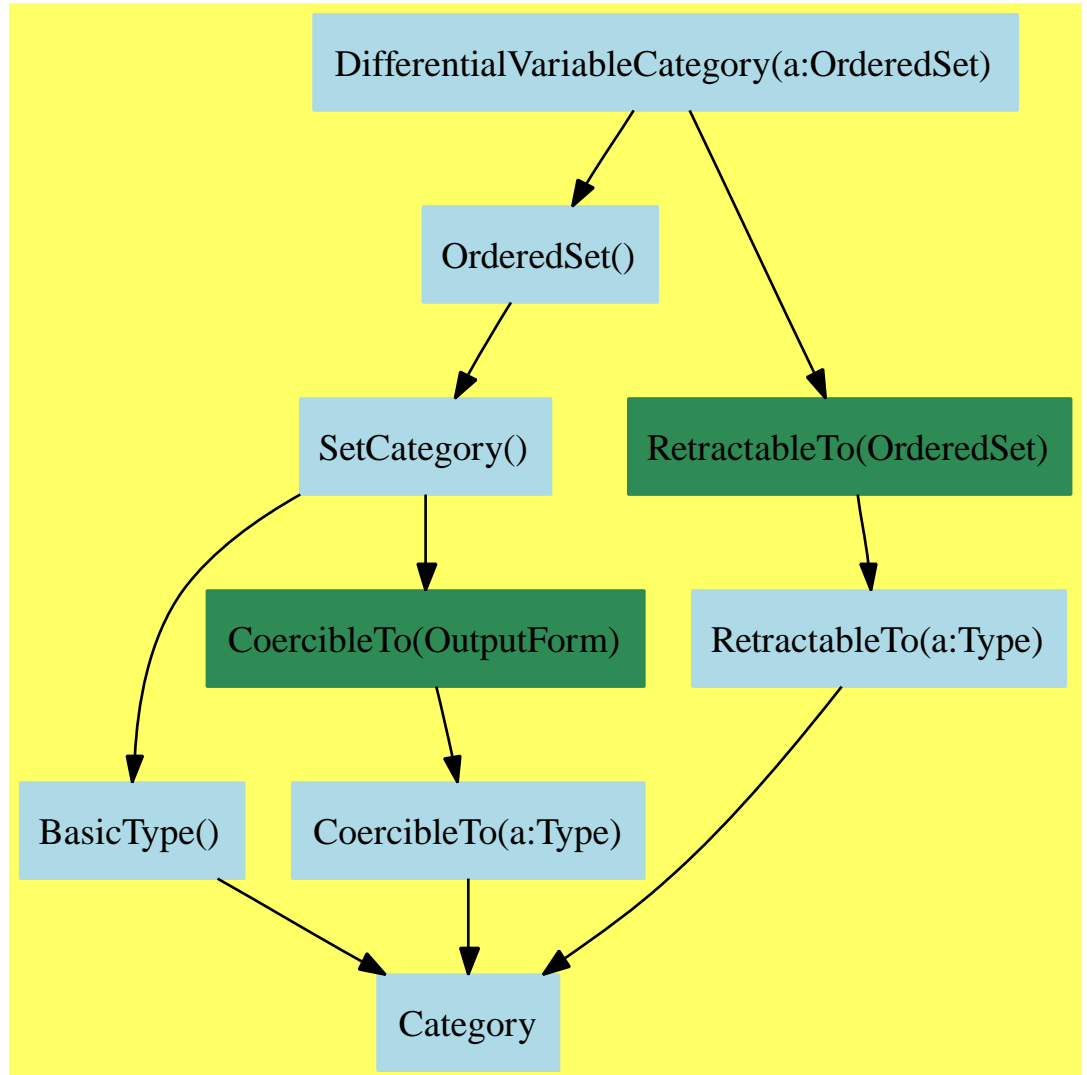 DifferentialVariableCategory(a:OrderedSet)
OrderedSet()
SetCategory()
RetractableTo(OrderedSet)
CoercibleTo(OutputForm)
RetractableTo(a:Type)
BasicType()
CoercibleTo(a:Type)
Category